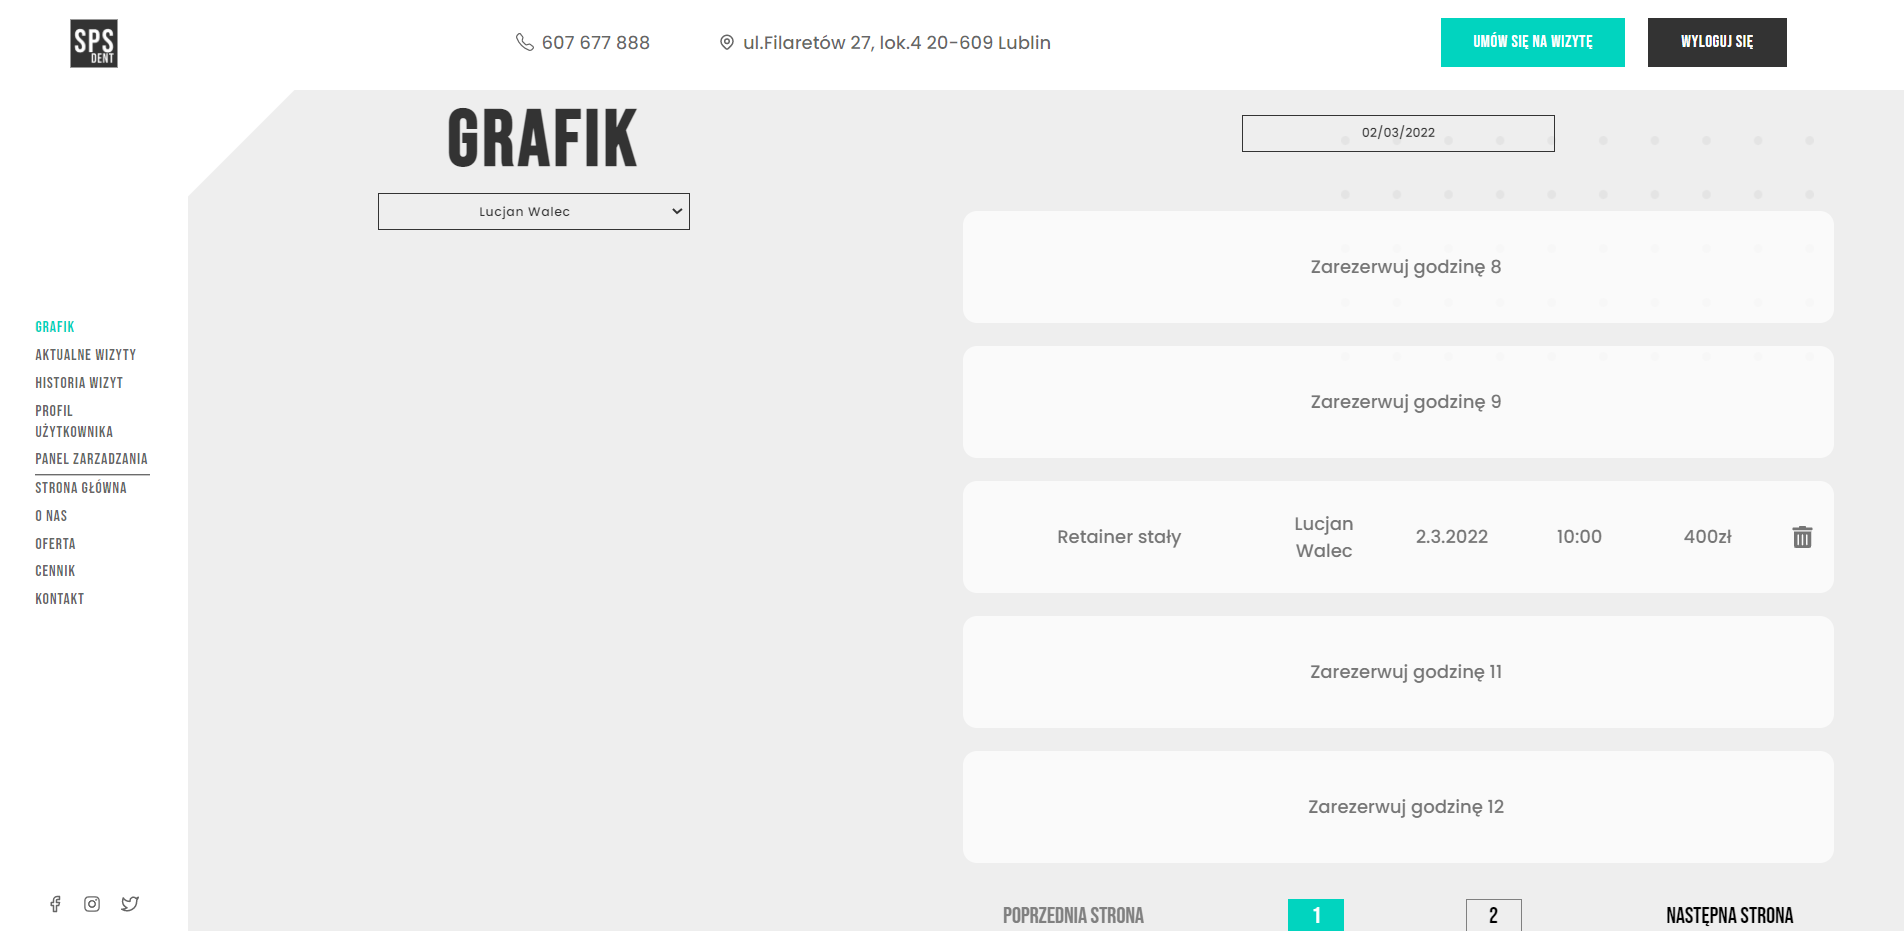 SPS
DENT
607 677 888
ul.Filaretów 27, lok.4 20-609 Lublin
UMÓW SIĘ NA WIZYTĘ
WYLOGUJ SIĘ
GRAFIK
Lucjan Walec
02/03/2022
GRAFIK
AKTUALNE WIZYTY
HISTORIA WIZYT
PROFIL
UŻYTKOWNIKA
PANEL ZARZADZANIA
STRONA GŁÓWNA
O NAS
OFERTA
CENNIK
KONTAKT
Zarezerwuj godzinę 8
Zarezerwuj godzinę 9
Retainer stały
Lucjan
Walec
2.3.2022
10:00
400zł
Zarezerwuj godzinę 11
Zarezerwuj godzinę 12
POPRZEDNIA STRONA
1
2
NASTĘPNA STRONA